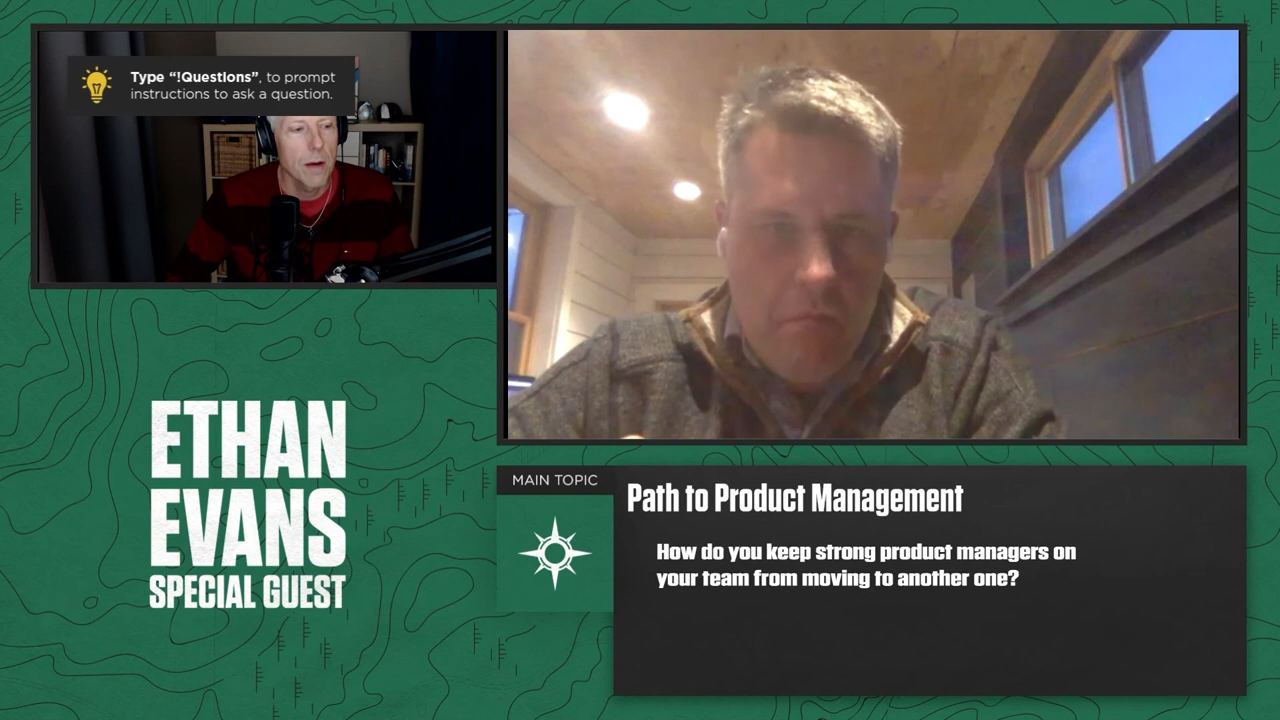 Type “!Questions”, to prompt
instructions to ask a question.
ETHAN
EVANS
SPECIAL GUEST
MAIN TOPIC
Path to Product Management
How do you keep strong product managers on
your team from moving to another one?